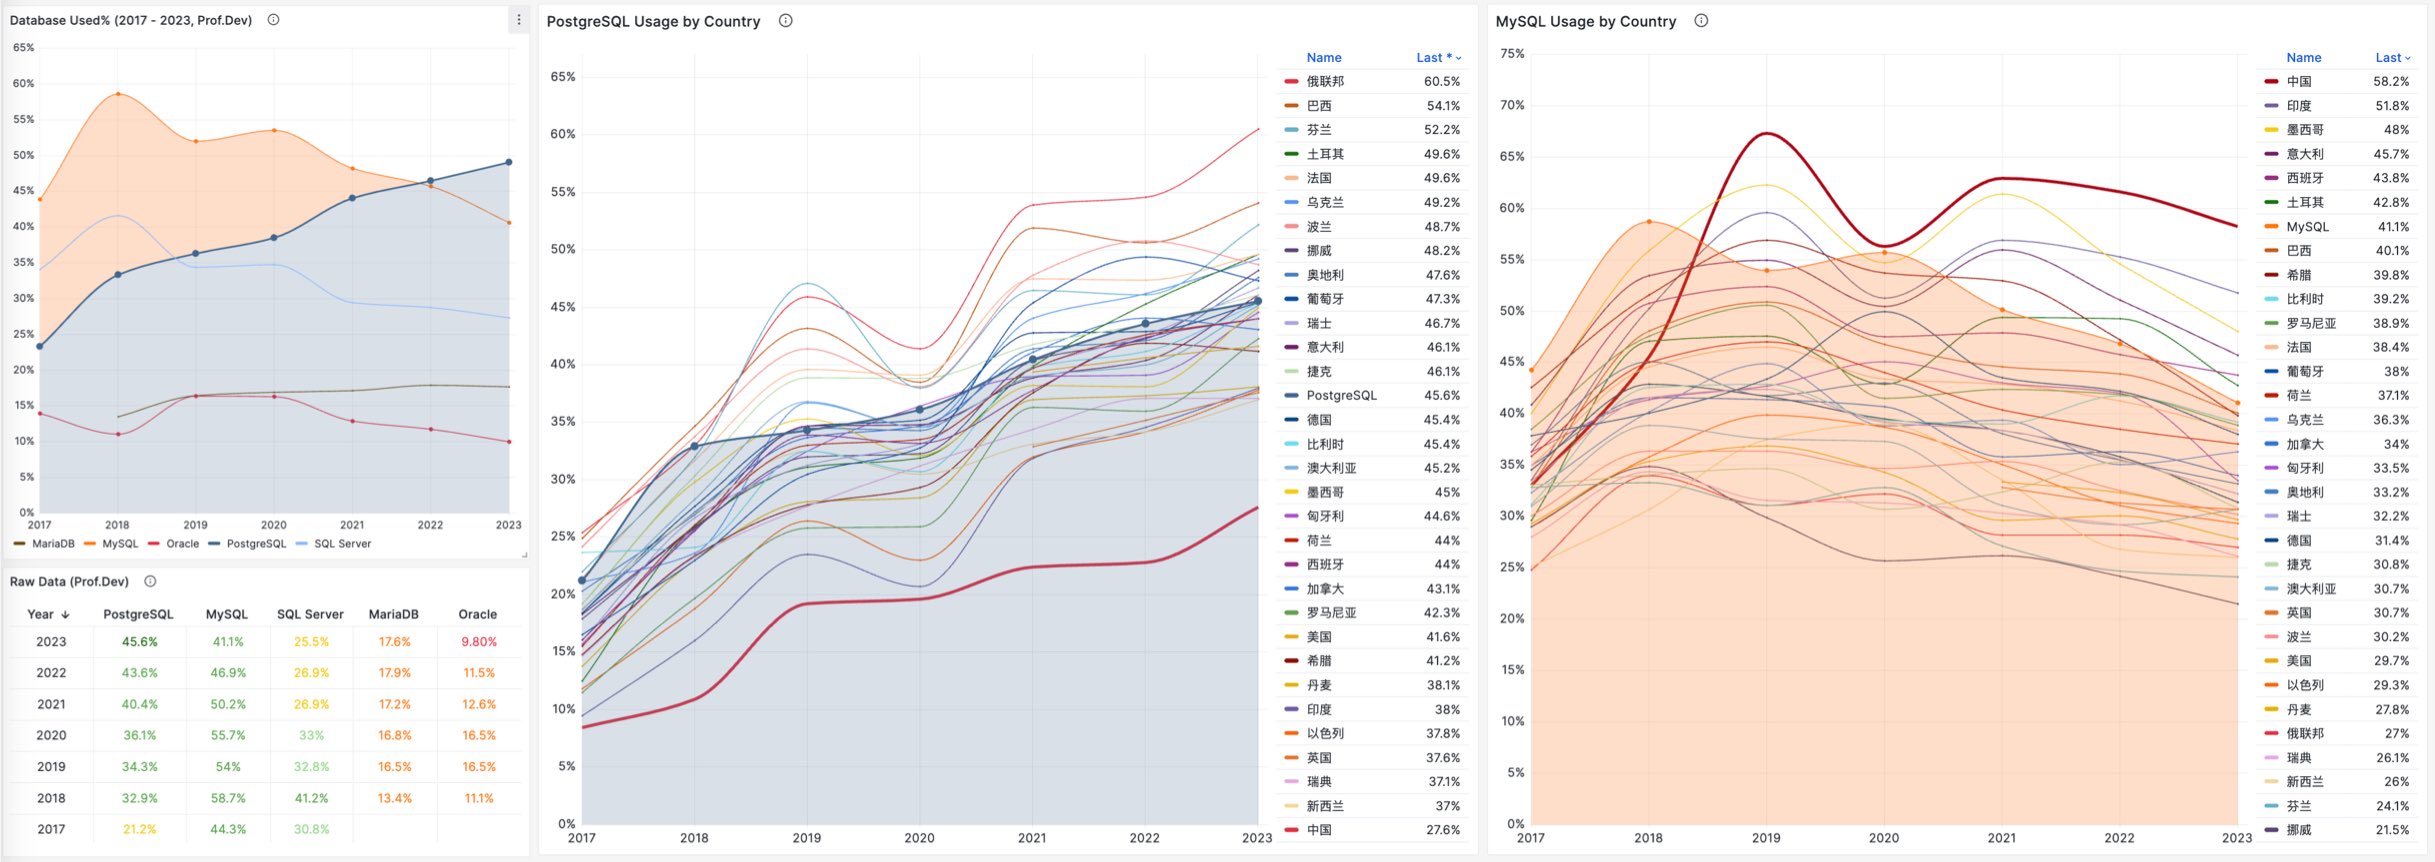 Database Used% (2017 - 2023, Prof.Dev)
65%
60%
55%
50%
45%
40%
35%
30%
25%
20%
15%
10%
5%
0%
2017 2018 2019 2020 2021 2022 2023
MariaDB MySQL Oracle PostgreSQL SQL Server
Raw Data (Prof.Dev)
Year ↓ PostgreSQL MySQL SQL Server MariaDB Oracle
2023 45.6% 41.1% 25.5% 17.6% 9.80%
2022 43.6% 46.9% 26.9% 17.9% 11.5%
2021 40.4% 50.2% 26.9% 17.2% 12.6%
2020 36.1% 55.7% 33% 16.8% 16.5%
2019 34.3% 54% 32.8% 16.5% 16.5%
2018 32.9% 58.7% 41.2% 13.4% 11.1%
2017 21.2% 44.3% 30.8%
PostgreSQL Usage by Country
65%
60%
55%
50%
45%
40%
35%
30%
25%
20%
15%
10%
5%
0%
2017 2018 2019 2020 2021 2022 2023
Name Last *
俄联邦 60.5%
巴西 54.1%
芬兰 52.2%
土耳其 49.6%
法国 49.6%
乌克兰 49.2%
波兰 48.7%
挪威 48.2%
奥地利 47.6%
葡萄牙 47.3%
瑞士 46.7%
意大利 46.1%
捷克 46.1%
PostgreSQL 45.6%
德国 45.4%
比利时 45.4%
澳大利亚 45.2%
墨西哥 45%
匈牙利 44.6%
荷兰 44%
西班牙 44%
加拿大 43.1%
罗马尼亚 42.3%
美国 41.6%
希腊 41.2%
丹麦 38.1%
印度 38%
以色列 37.8%
英国 37.6%
瑞典 37.1%
新西兰 37%
中国 27.6%
MySQL Usage by Country
75%
70%
65%
60%
55%
50%
45%
40%
35%
30%
25%
20%
15%
10%
5%
0%
2017 2018 2019 2020 2021 2022 2023
Name Last
中国 58.2%
印度 51.8%
墨西哥 48%
意大利 45.7%
西班牙 43.8%
土耳其 42.8%
MySQL 41.1%
巴西 40.1%
希腊 39.8%
比利时 39.2%
罗马尼亚 38.9%
法国 38.4%
葡萄牙 38%
荷兰 37.1%
乌克兰 36.3%
加拿大 34%
匈牙利 33.5%
奥地利 33.2%
瑞士 32.2%
德国 31.4%
捷克 30.8%
澳大利亚 30.7%
英国 30.7%
波兰 30.2%
美国 29.7%
以色列 29.3%
丹麦 27.8%
俄联邦 27%
瑞典 26.1%
新西兰 26%
芬兰 24.1%
挪威 21.5%